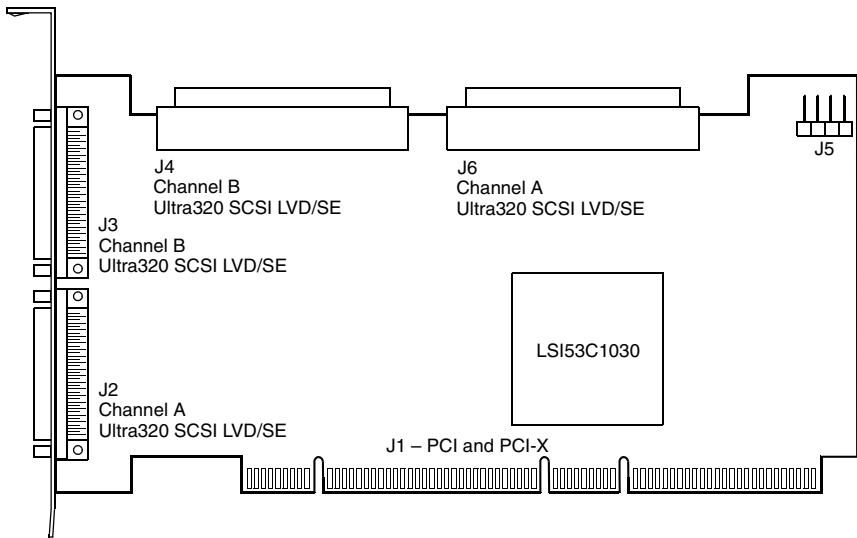 J4
Channel B
Ultra320 SCSI LVD/SE
J6
Channel A
Ultra320 SCSI LVD/SE
J5
J3
Channel B
Ultra320 SCSI LVD/SE
LSI53C1030
J2
Channel A
Ultra320 SCSI LVD/SE
J1 – PCI and PCI-X